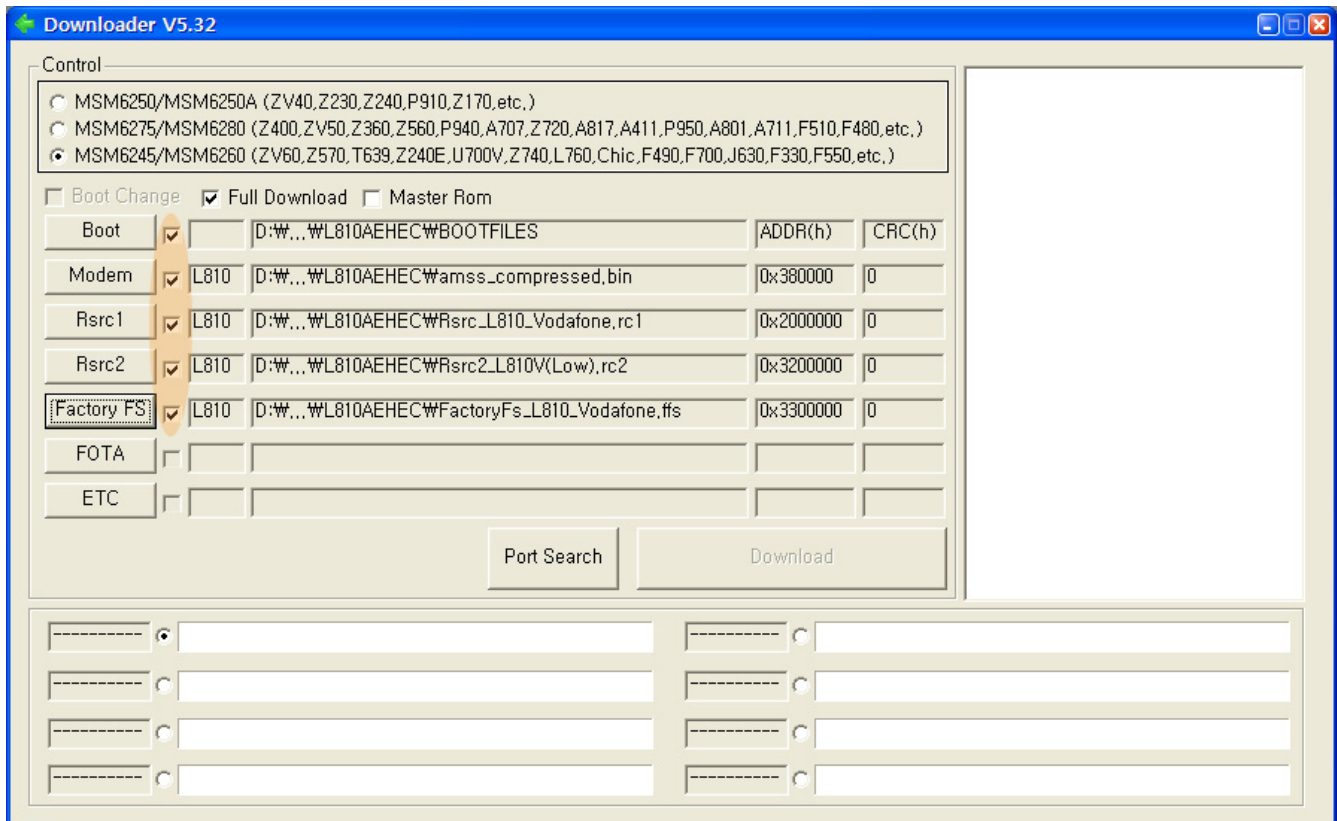 Downloader V5.32
Control
MSM6250/MSM6250A (ZV40,Z230,Z240,P910,Z170,etc,)
MSM6275/MSM6280 (Z400,ZV50,Z360,Z560,P940,A707,Z720,A817,A411,P950,A801,A711,F510,F480,etc,)
MSM6245/MSM6260 (ZV60,Z570,T639,Z240E,U700V,Z740,L760,Chic,F490,F700,J630,F330,F550,etc,)
Boot Change Full Download Master Rom
Boot D:₩,,,₩L810AEHEC₩BOOTFILES ADDR(h) CRC(h)
Modem L810 D:₩,,,₩L810AEHEC₩amss_compressed,bin 0x380000 0
Rsrc1 L810 D:₩,,,₩L810AEHEC₩Rsrc_L810_Vodafone,rc1 0x2000000 0
Rsrc2 L810 D:₩,,,₩L810AEHEC₩Rsrc2_L810V(Low),rc2 0x3200000 0
Factory FS L810 D:₩,,,₩L810AEHEC₩FactoryFs_L810_Vodafone,ffs 0x3300000 0
FOTA
ETC
Port Search Download
---------- ----------
---------- ----------
---------- ----------
---------- ----------